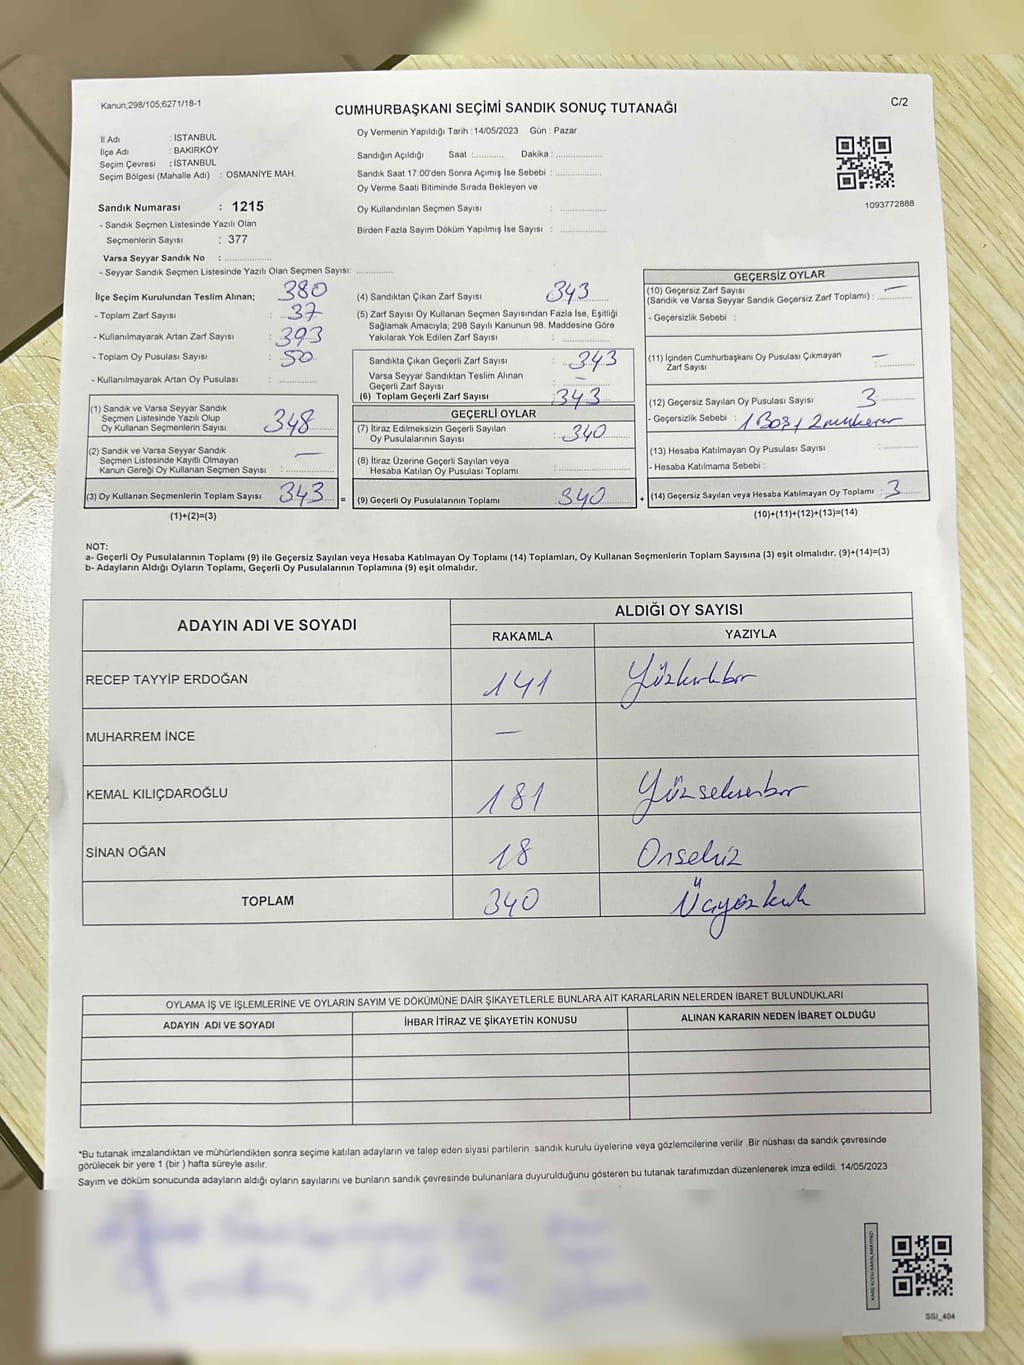 Kanun;298/105;6271/18-1
CUMHURBAŞKANI SEÇİMİ SANDIK SONUÇ TUTANAĞI
C/2
İl Adı : İSTANBUL
İlçe Adı : BAKIRKÖY
Seçim Çevresi : İSTANBUL
Seçim Bölgesi (Mahalle Adı) : OSMANİYE MAH.
Sandık Numarası : 1215
- Sandık Seçmen Listesinde Yazılı Olan
Seçmenlerin Sayısı : 377
Varsa Seyyar Sandık No :
- Seyyar Sandık Seçmen Listesinde Yazılı Olan Seçmen Sayısı:
Oy Vermenin Yapıldığı Tarih : 14/05/2023 Gün : Pazar
Sandığın Açıldığı Saat : Dakika :
Sandık Saat 17:00'den Sonra Açımış İse Sebebi :
Oy Verme Saati Bitiminde Sırada Bekleyen ve
Oy Kullandırılan Seçmen Sayısı :
Birden Fazla Sayım Döküm Yapılmış İse Sayısı :
1093772888
İlçe Seçim Kurulundan Teslim Alınan; 380
- Toplam Zarf Sayısı : 37
- Kullanılmayarak Artan Zarf Sayısı : 393
- Toplam Oy Pusulası Sayısı : 50
- Kullanılmayarak Artan Oy Pusulası :
(1) Sandık ve Varsa Seyyar Sandık
Seçmen Listesinde Yazılı Olup
Oy Kullanan Seçmenlerin Sayısı 348
(2) Sandık ve Varsa Seyyar Sandık
Seçmen Listesinde Kayıtlı Olmayan
Kanun Gereği Oy Kullanan Seçmen Sayısı : —
(3) Oy Kullanan Seçmenlerin Toplam Sayısı 343 =
(1)+(2)=(3)
(4) Sandıktan Çıkan Zarf Sayısı 343
(5) Zarf Sayısı Oy Kullanan Seçmen Sayısından Fazla İse, Eşitliği
Sağlamak Amacıyla; 298 Sayılı Kanunun 98. Maddesine Göre
Yakılarak Yok Edilen Zarf Sayısı :
Sandıkta Çıkan Geçerli Zarf Sayısı : 343
Varsa Seyyar Sandıktan Teslim Alınan
Geçerli Zarf Sayısı : —
(6) Toplam Geçerli Zarf Sayısı : 343
GEÇERLİ OYLAR
(7) İtiraz Edilmeksizin Geçerli Sayılan
Oy Pusulalarının Sayısı : 340
(8) İtiraz Üzerine Geçerli Sayılan veya
Hesaba Katılan Oy Pusulası Toplamı :
(9) Geçerli Oy Pusulalarının Toplamı 340 +
GEÇERSİZ OYLAR
(10) Geçersiz Zarf Sayısı
(Sandık ve Varsa Seyyar Sandık Geçersiz Zarf Toplamı) : —
- Geçersizlik Sebebi :
(11) İçinden Cumhurbaşkanı Oy Pusulası Çıkmayan
Zarf Sayısı : —
(12) Geçersiz Sayılan Oy Pusulası Sayısı : 3
- Geçersizlik Sebebi : 1 Boş, 2 mükerrer
(13) Hesaba Katılmayan Oy Pusulası Sayısı :
- Hesaba Katılmama Sebebi :
(14) Geçersiz Sayılan veya Hesaba Katılmayan Oy Toplamı : 3
(10)+(11)+(12)+(13)=(14)
NOT:
a- Geçerli Oy Pusulalarının Toplamı (9) ile Geçersiz Sayılan veya Hesaba Katılmayan Oy Toplamı (14) Toplamları, Oy Kullanan Seçmenlerin Toplam Sayısına (3) eşit olmalıdır. (9)+(14)=(3)
b- Adayların Aldığı Oyların Toplamı, Geçerli Oy Pusulalarının Toplamına (9) eşit olmalıdır.
ADAYIN ADI VE SOYADI
ALDIĞI OY SAYISI
RAKAMLA YAZIYLA
RECEP TAYYİP ERDOĞAN 141 Yüzkırkbir
MUHARREM İNCE —
KEMAL KILIÇDAROĞLU 181 Yüzseksenbir
SİNAN OĞAN 18 Onsekiz
TOPLAM 340 Üçyüzkırk
OYLAMA İŞ VE İŞLEMLERİNE VE OYLARIN SAYIM VE DÖKÜMÜNE DAİR ŞİKAYETLERLE BUNLARA AİT KARARLARIN NELERDEN İBARET BULUNDUKLARI
ADAYIN ADI VE SOYADI İHBAR İTİRAZ VE ŞİKAYETİN KONUSU ALINAN KARARIN NEDEN İBARET OLDUĞU
*Bu tutanak imzalandıktan ve mühürlendikten sonra seçime katılan adayların ve talep eden siyasi partilerin sandık kurulu üyelerine veya gözlemcilerine verilir .Bir nüshası da sandık çevresinde
görülecek bir yere 1 (bir ) hafta süreyle asılır.
Sayım ve döküm sonucunda adayların aldığı oyların sayılarını ve bunların sandık çevresinde bulunanlara duyurulduğunu gösteren bu tutanak tarafımızdan düzenlenerek imza edildi. 14/05/2023
KARE KODU KARALAMAYINIZ!
SSI_404